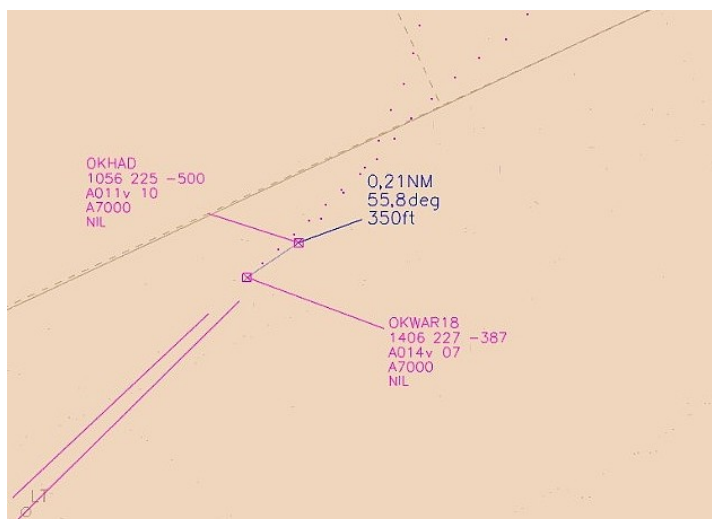 OKHAD
1056 225 -500
A011v 10
A7000
NIL
0,21NM
55,8deg
350ft
OKWAR18
1406 227 -387
A014v 07
A7000
NIL
LT